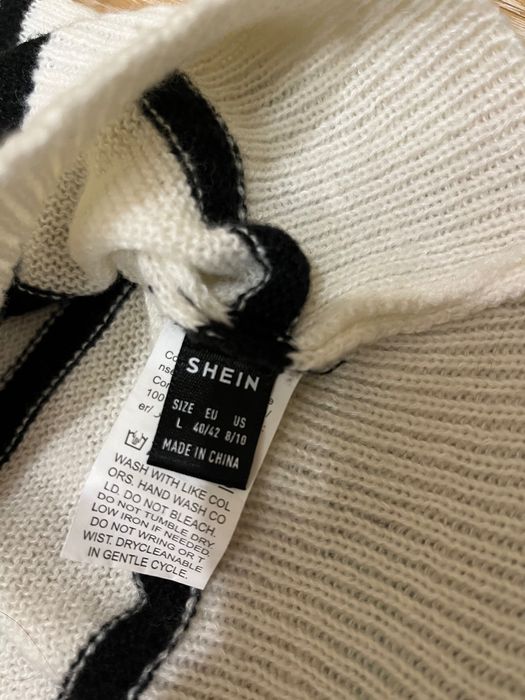 SHEIN
SIZE EU US
L 40/42 8/10
MADE IN CHINA
100
er/
WASH WITH LIKE COL
ORS. HAND WASH CO
LD. DO NOT BLEACH.
DO NOT TUMBLE DRY.
LOW IRON IF NEEDED.
DO NOT WRING OR T
WIST. DRYCLEANABLE
IN GENTLE CYCLE.